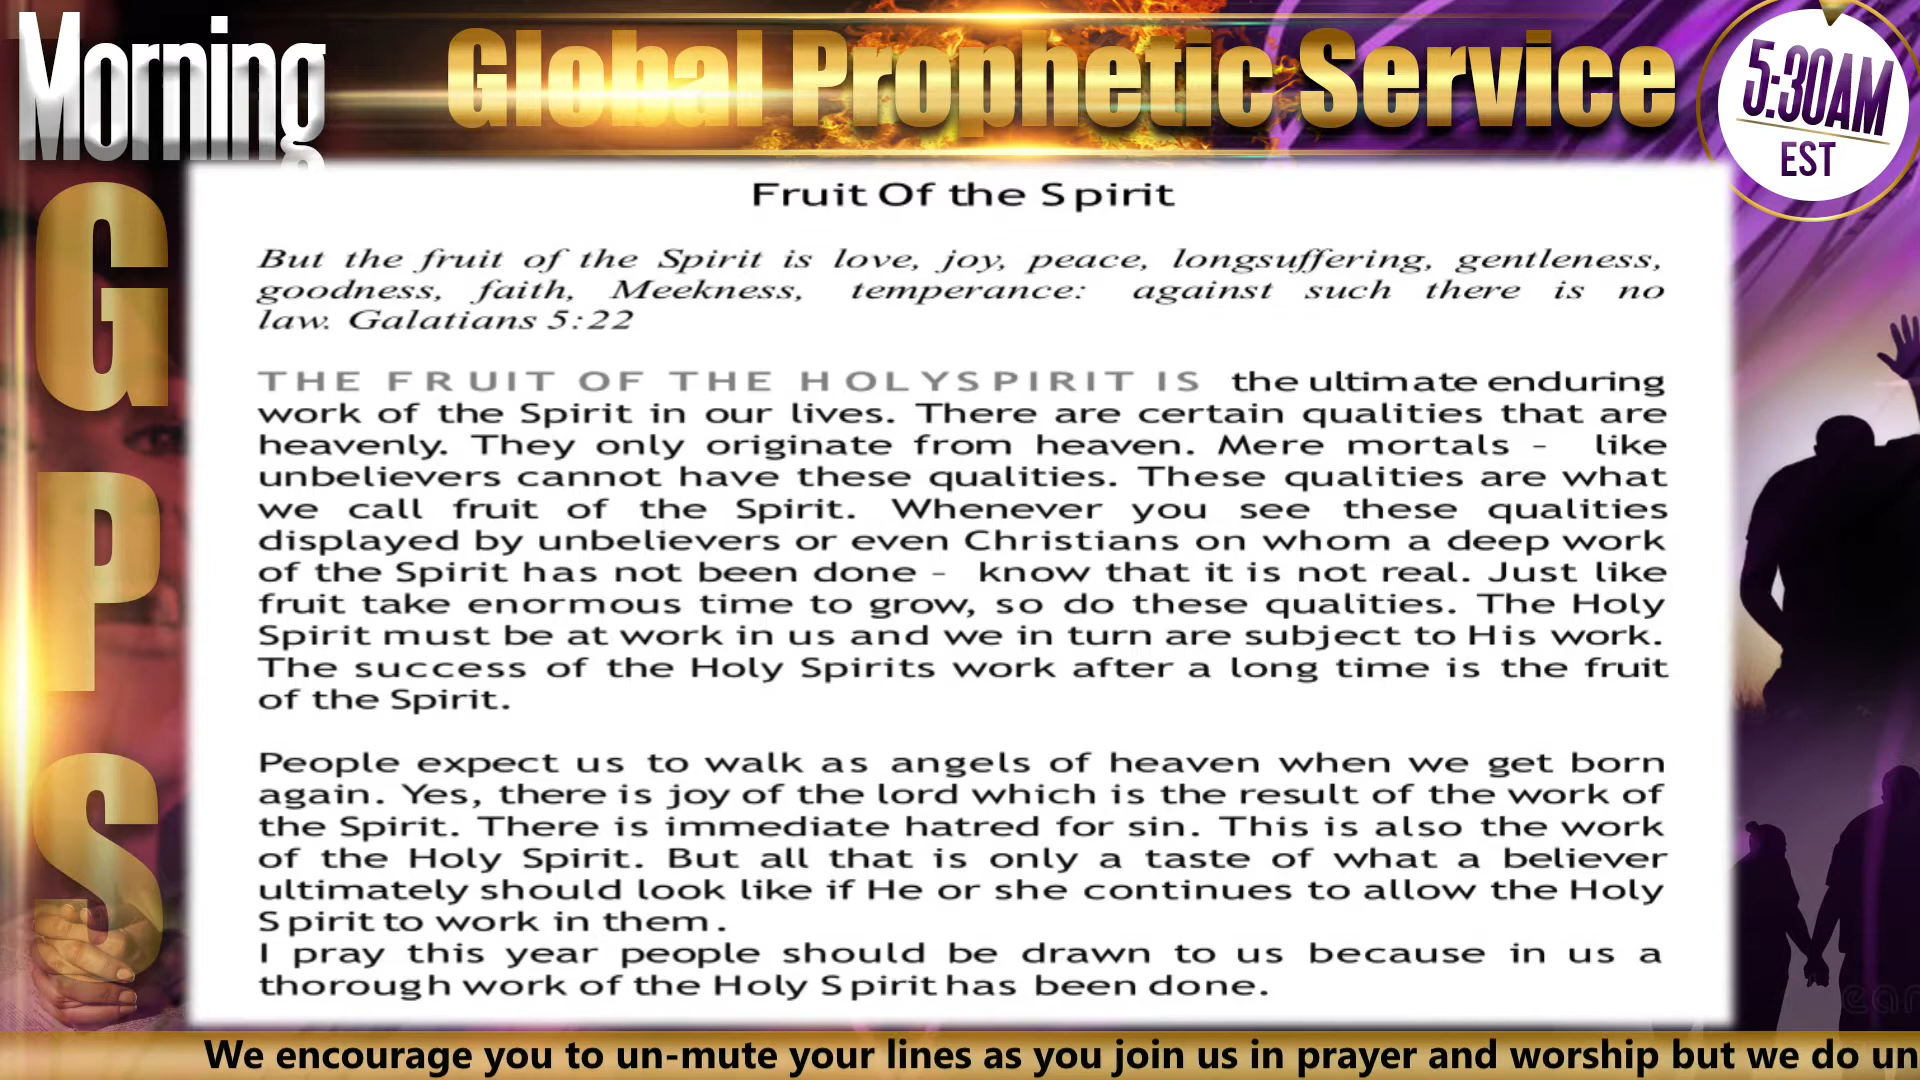 Morning
Global Prophetic Service
5:30AM
EST
G
P
S
Fruit Of the Spirit
But the fruit of the Spirit is love, joy, peace, longsuffering, gentleness,
goodness, faith, Meekness, temperance: against such there is no
law. Galatians 5:22
THE FRUIT OF THE HOLYSPIRIT IS the ultimate enduring
work of the Spirit in our lives. There are certain qualities that are
heavenly. They only originate from heaven. Mere mortals - like
unbelievers cannot have these qualities. These qualities are what
we call fruit of the Spirit. Whenever you see these qualities
displayed by unbelievers or even Christians on whom a deep work
of the Spirit has not been done - know that it is not real. Just like
fruit take enormous time to grow, so do these qualities. The Holy
Spirit must be at work in us and we in turn are subject to His work.
The success of the Holy Spirits work after a long time is the fruit
of the Spirit.
People expect us to walk as angels of heaven when we get born
again. Yes, there is joy of the lord which is the result of the work of
the Spirit. There is immediate hatred for sin. This is also the work
of the Holy Spirit. But all that is only a taste of what a believer
ultimately should look like if He or she continues to allow the Holy
Spirit to work in them.
I pray this year people should be drawn to us because in us a
thorough work of the Holy Spirit has been done.
We encourage you to un-mute your lines as you join us in prayer and worship but we do un